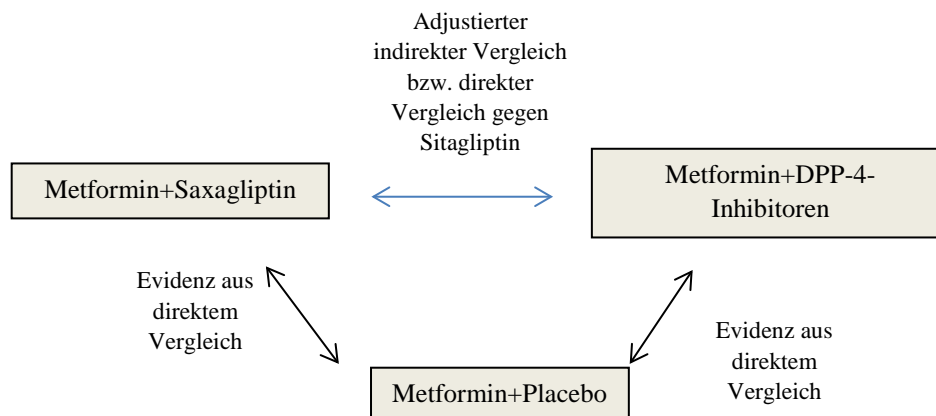 Adjustierter
indirekter Vergleich
bzw. direkter
Vergleich gegen
Sitagliptin
Metformin+Saxagliptin
Metformin+DPP-4-
Inhibitoren
Evidenz aus
direktem
Vergleich
Evidenz aus
direktem
Vergleich
Metformin+Placebo